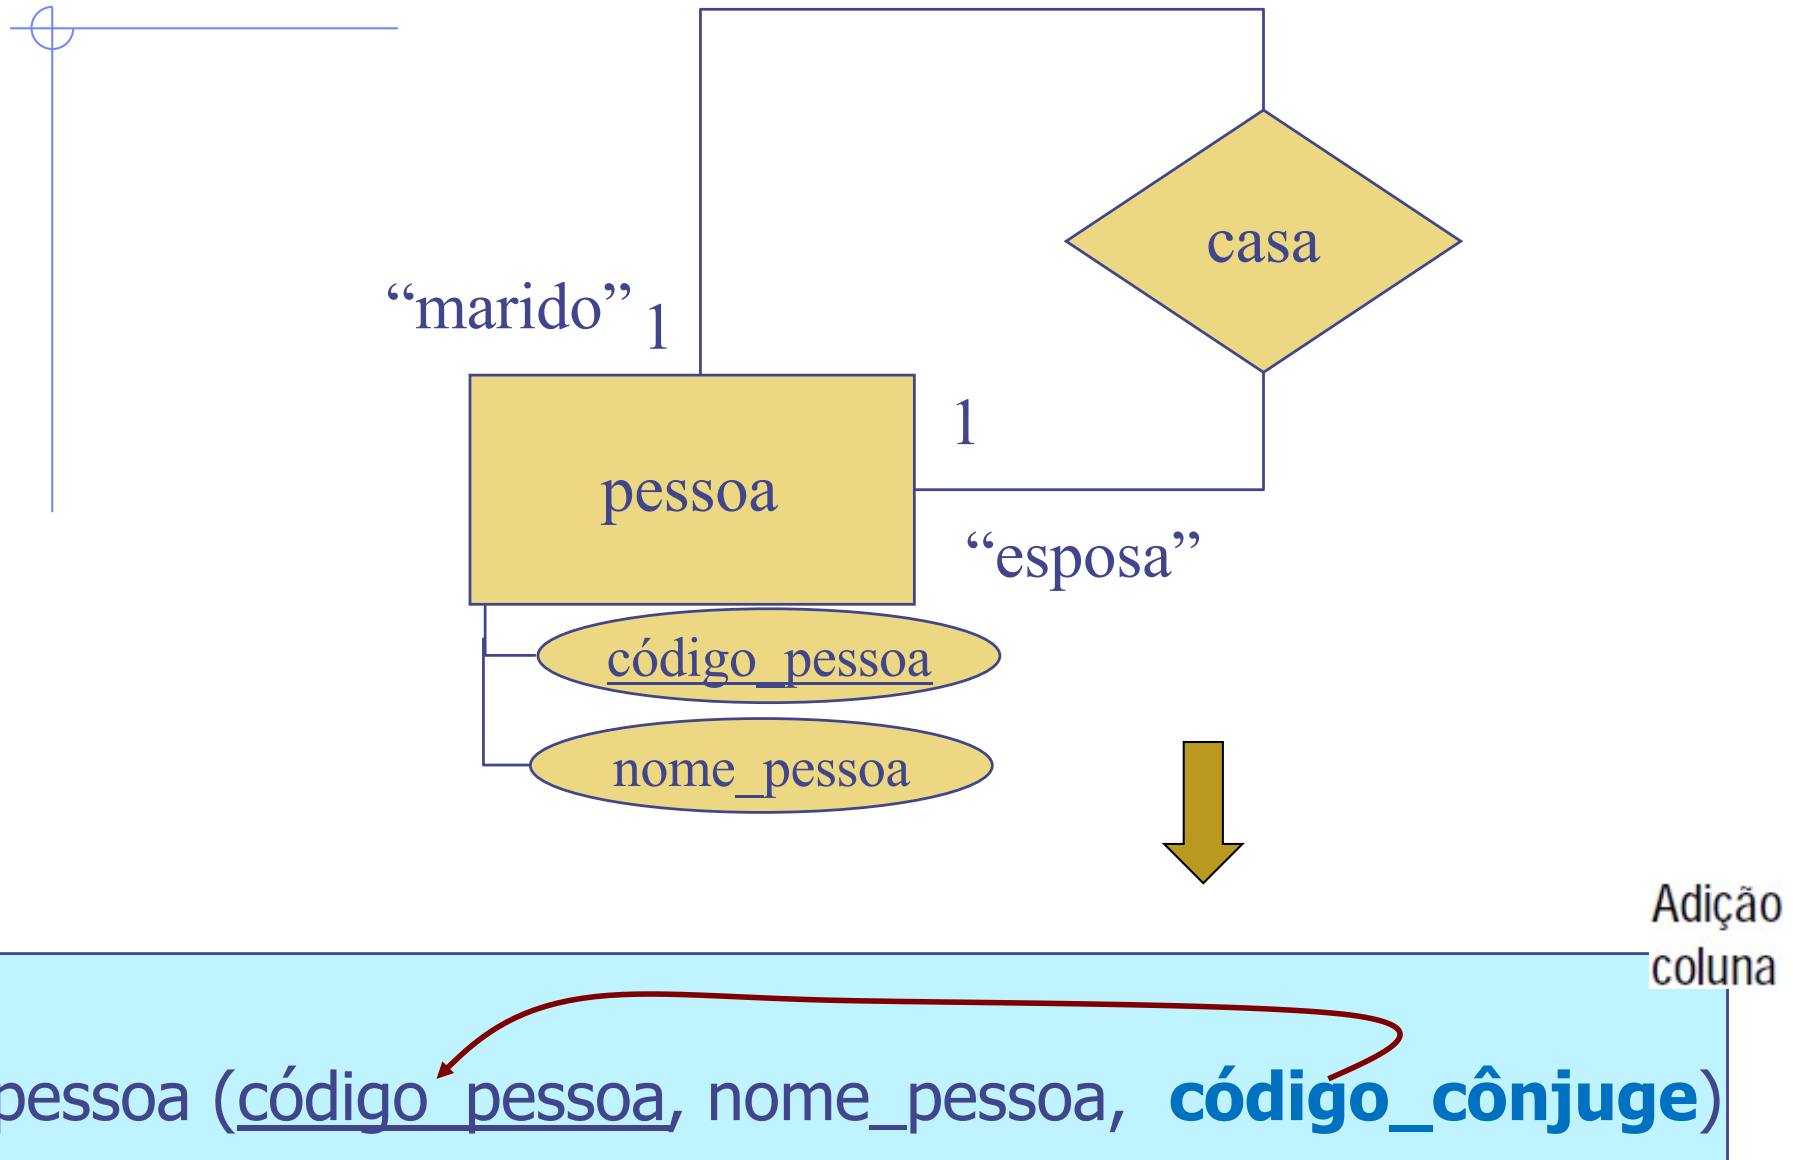 casa
“marido” 1
1
pessoa
“esposa”
código_pessoa
nome_pessoa
Adição
coluna
pessoa (código_pessoa, nome_pessoa, código_cônjuge)